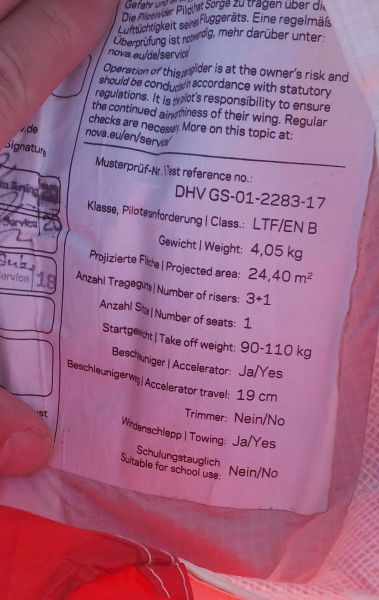 Gefahr und
Die Pilotin/der Pilot hat Sorge zu tragen über die
Lufttüchtigkeit seines Fluggeräts. Eine regelmäß
Überprüfung ist notwendig, mehr darüber unter:
nova.eu/de/service
Operation of this paraglider is at the owner's risk and
should be conducted in accordance with statutory
regulations. It is the pilot's responsibility to ensure
the continued airworthiness of their wing. Regular
checks are necessary. More on this topic at:
nova.eu/en/service
.de
Signature
Tuning
Service
Service 18
Musterprüf-Nr. | Test reference no.:
DHV GS-01-2283-17
Klasse, Pilotenanforderung | Class.: LTF/EN B
Gewicht | Weight: 4,05 kg
Projizierte Fläche | Projected area: 24,40 m²
Anzahl Tragegurte | Number of risers: 3+1
Anzahl Sitze | Number of seats: 1
Startgewicht | Take off weight: 90-110 kg
Beschleuniger | Accelerator: Ja/Yes
Beschleunigerweg | Accelerator travel: 19 cm
Trimmer: Nein/No
Windenschlepp | Towing: Ja/Yes
Schulungstauglich
Suitable for school use: Nein/No